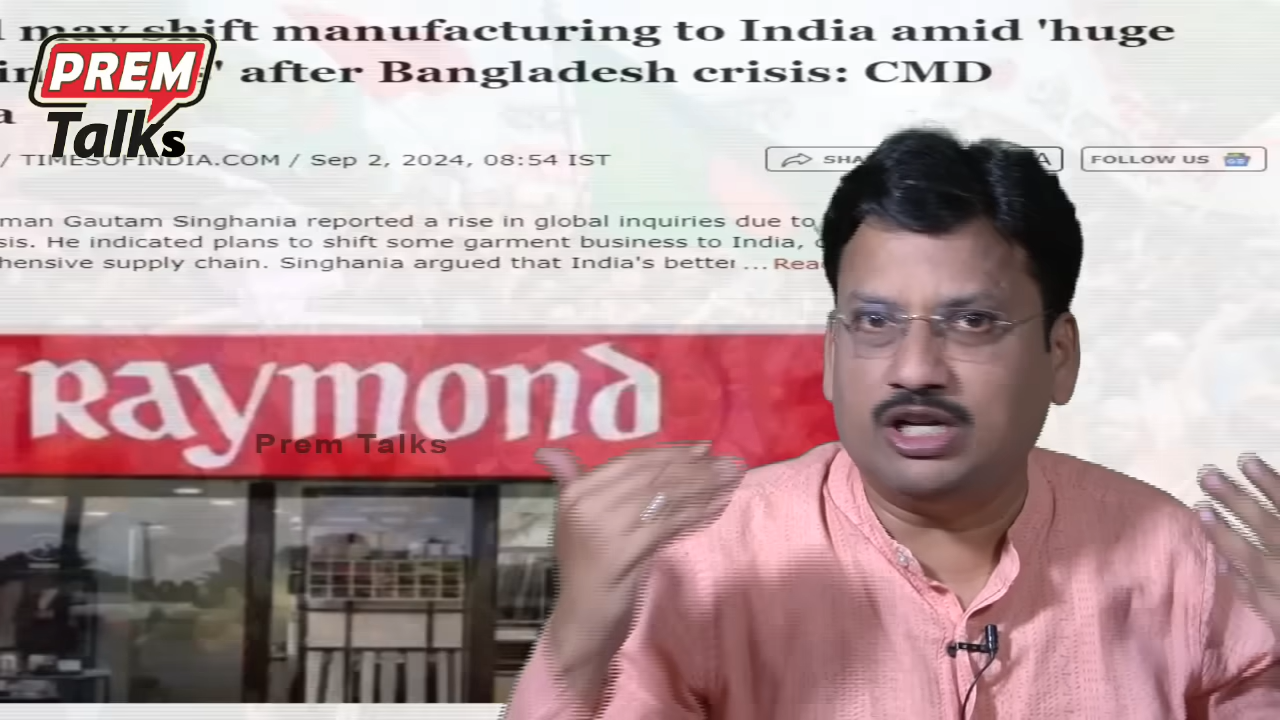 may shift manufacturing to India amid 'huge
' after Bangladesh crisis: CMD
PREM
Talks
/ TIMESOFINDIA.COM / Sep 2, 2024, 08:54 IST
SHA
A
FOLLOW US
man Gautam Singhania reported a rise in global inquiries due to
sis. He indicated plans to shift some garment business to India,
hensive supply chain. Singhania argued that India's better ... Rea
Raymond
Prem Talks